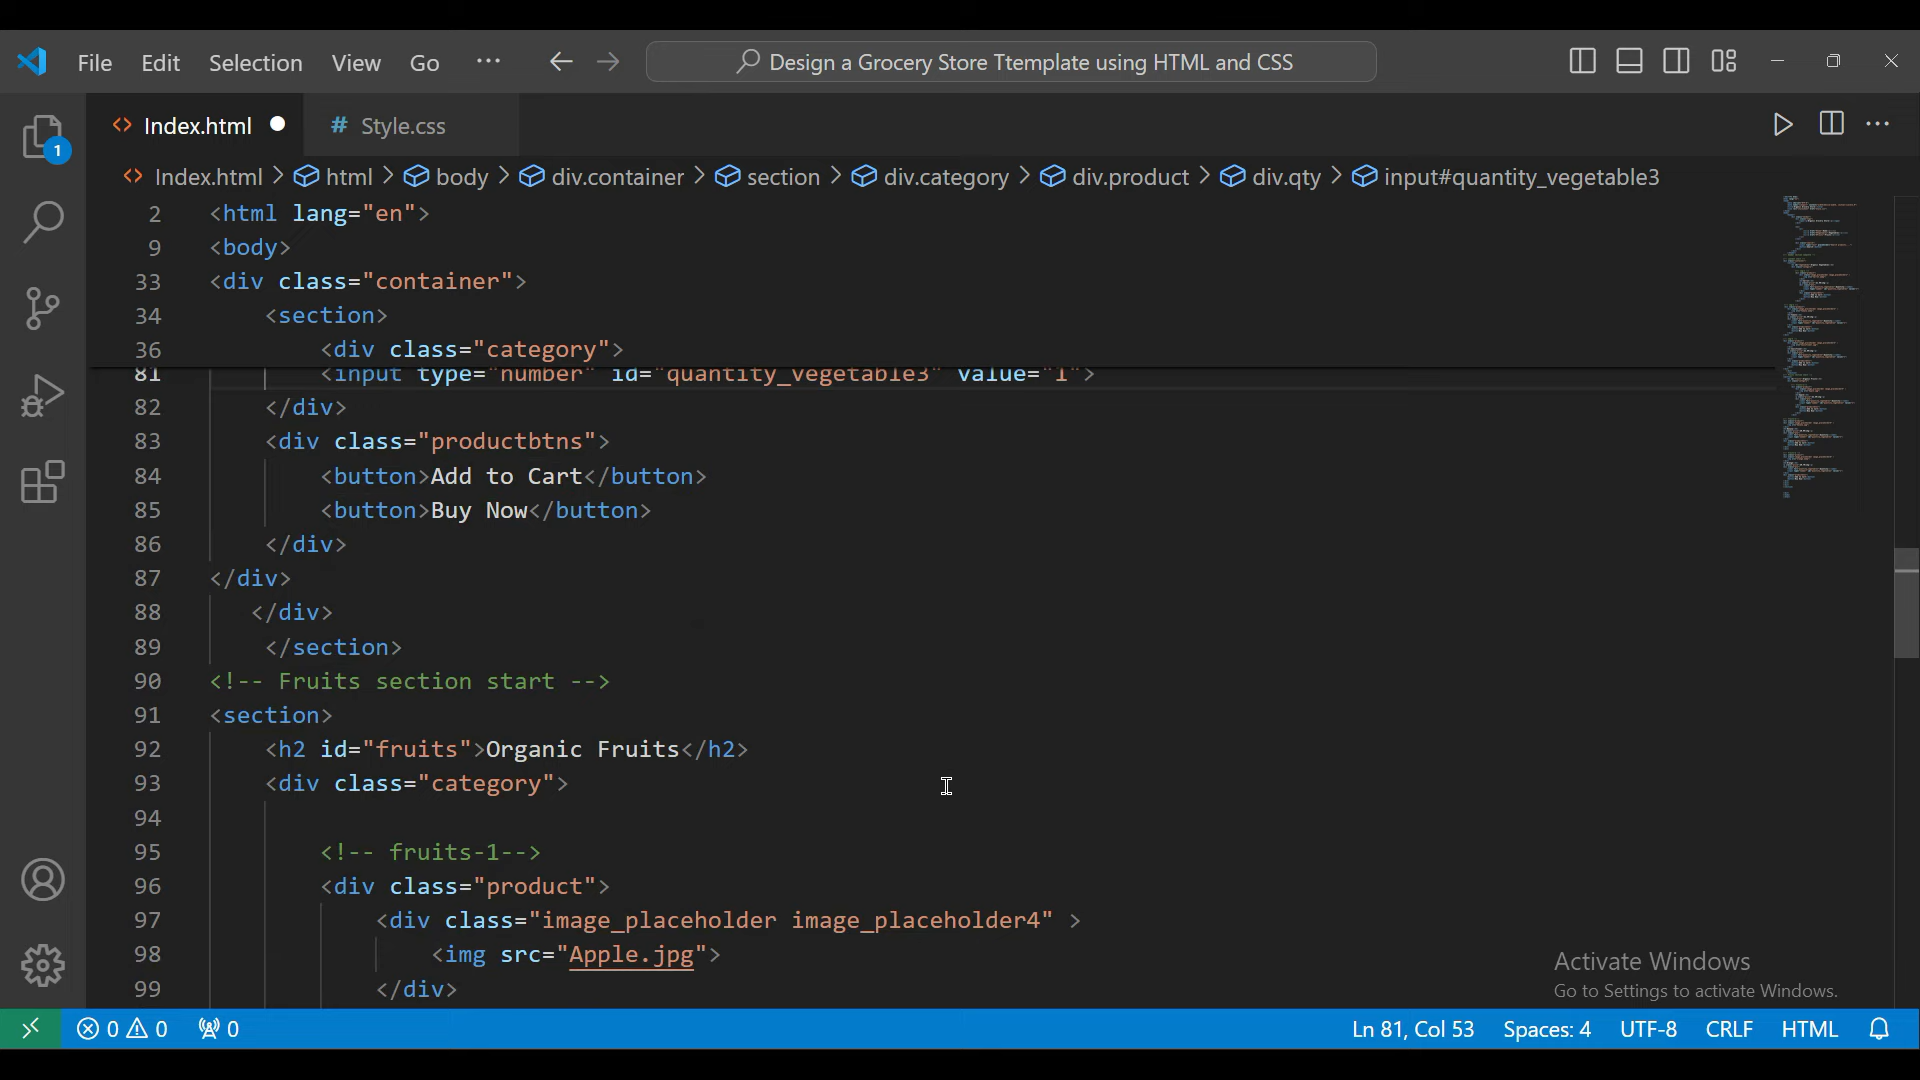 File Edit Selection View Go ··· Design a Grocery Store Ttemplate using HTML and CSS
Index.html # Style.css
Index.html > html > body > div.container > section > div.category > div.product > div.qty > input#quantity_vegetable3
2 <html lang="en">
9 <body>
33 <div class="container">
34 <section>
36 <div class="category">
81 <input type="number" id="quantity_vegetable3" value="1">
82 </div>
83 <div class="productbtns">
84 <button>Add to Cart</button>
85 <button>Buy Now</button>
86 </div>
87 </div>
88 </div>
89 </section>
90 <!-- Fruits section start -->
91 <section>
92 <h2 id="fruits">Organic Fruits</h2>
93 <div class="category">
94
95 <!-- fruits-1-->
96 <div class="product">
97 <div class="image_placeholder image_placeholder4" >
98 <img src="Apple.jpg">
99 </div>
1
Activate Windows
Go to Settings to activate Windows.
0 0 0 Ln 81, Col 53 Spaces: 4 UTF-8 CRLF HTML